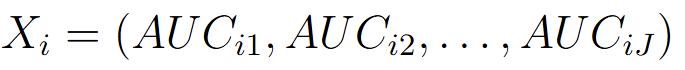 X_i = (AUC_{i1}, AUC_{i2}, . . . , AUC_{iJ})